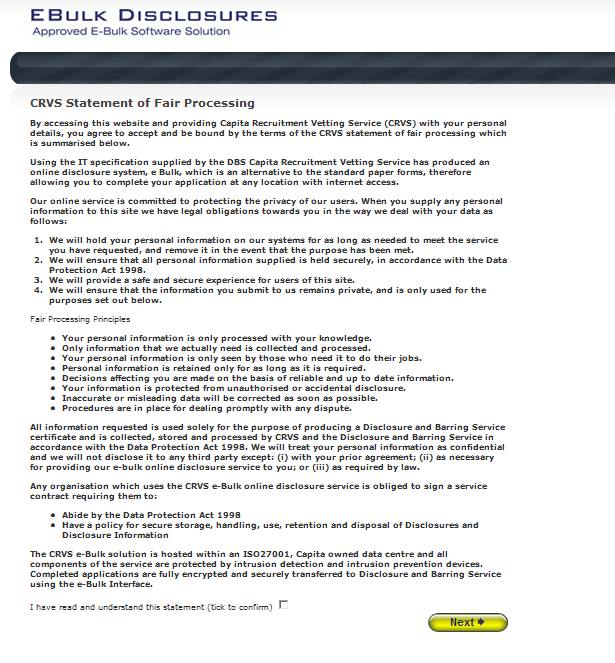 EBULK DISCLOSURES
Approved E-Bulk Software Solution
CRVS Statement of Fair Processing
By accessing this website and providing Capita Recruitment Vetting Service (CRVS) with your personal
details, you agree to accept and be bound by the terms of the CRVS statement of fair processing which
is summarised below.
Using the IT specification supplied by the DBS Capita Recruitment Vetting Service has produced an
online disclosure system, e Bulk, which is an alternative to the standard paper forms, therefore
allowing you to complete your application at any location with internet access.
Our online service is committed to protecting the privacy of our users. When you supply any personal
information to this site we have legal obligations towards you in the way we deal with your data as
follows:
1. We will hold your personal information on our systems for as long as needed to meet the service
you have requested, and remove it in the event that the purpose has been met.
2. We will ensure that all personal information supplied is held securely, in accordance with the Data
Protection Act 1998.
3. We will provide a safe and secure experience for users of this site.
4. We will ensure that the information you submit to us remains private, and is only used for the
purposes set out below.
Fair Processing Principles
• Your personal information is only processed with your knowledge.
• Only information that we actually need is collected and processed.
• Your personal information is only seen by those who need it to do their jobs.
• Personal information is retained only for as long as it is required.
• Decisions affecting you are made on the basis of reliable and up to date information.
• Your information is protected from unauthorised or accidental disclosure.
• Inaccurate or misleading data will be corrected as soon as possible.
• Procedures are in place for dealing promptly with any dispute.
All information requested is used solely for the purpose of producing a Disclosure and Barring Service
certificate and is collected, stored and processed by CRVS and the Disclosure and Barring Service in
accordance with the Data Protection Act 1998. We will treat your personal information as confidential
and we will not disclose it to any third party except: (i) with your prior agreement; (ii) as necessary
for providing our e-bulk online disclosure service to you; or (iii) as required by law.
Any organisation which uses the CRVS e-Bulk online disclosure service is obliged to sign a service
contract requiring them to:
• Abide by the Data Protection Act 1998
• Have a policy for secure storage, handling, use, retention and disposal of Disclosures and
Disclosure Information
The CRVS e-Bulk solution is hosted within an ISO27001, Capita owned data centre and all
components of the service are protected by intrusion detection and intrusion prevention devices.
Completed applications are fully encrypted and securely transferred to Disclosure and Barring Service
using the e-Bulk Interface.
I have read and understand this statement (tick to confirm)
Next